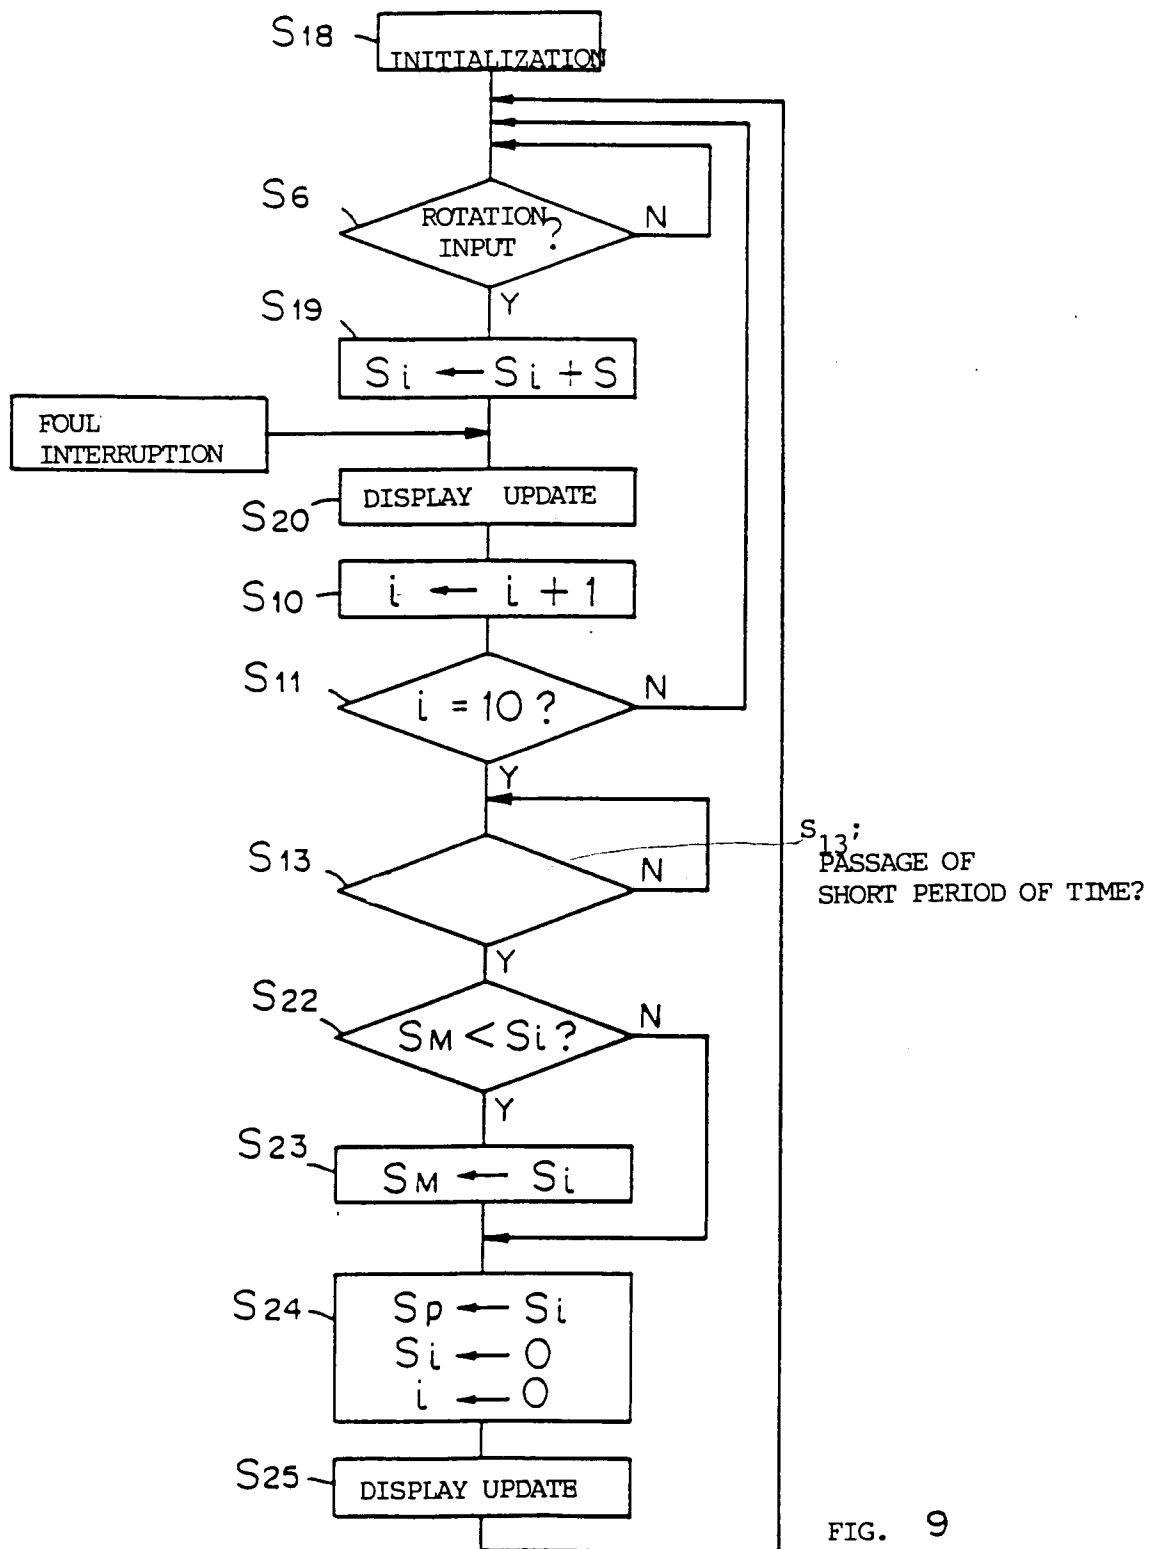 S18
INITIALIZATION
S6
ROTATION
INPUT ?
N
Y
S19
Si ← Si + S
FOUL
INTERRUPTION
S20
DISPLAY UPDATE
S10
i ← i + 1
S11
i = 10 ?
N
Y
S13
N
S13;
PASSAGE OF
SHORT PERIOD OF TIME?
Y
S22
SM < Si ?
N
Y
S23
SM ← Si
S24
Sp ← Si
Si ← 0
i ← 0
S25
DISPLAY UPDATE
FIG. 9